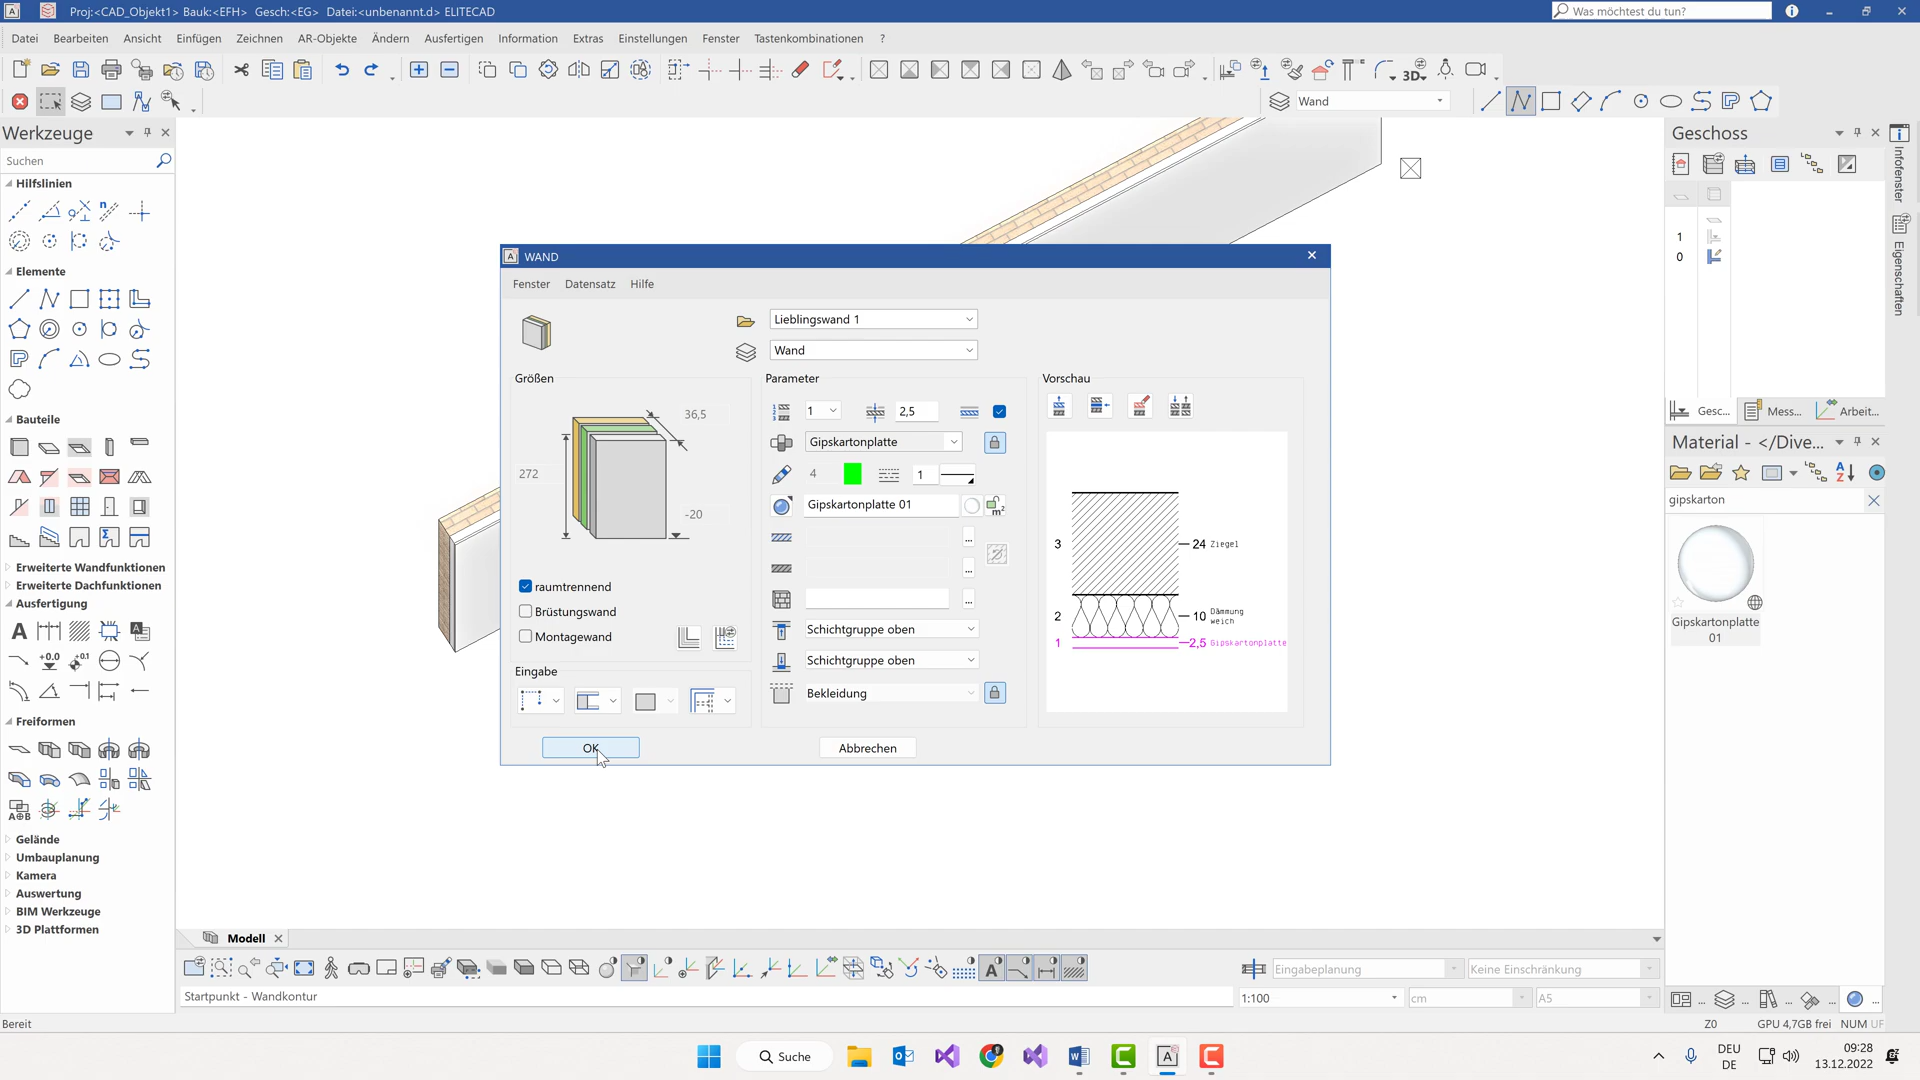 Proj:<CAD_Objekt1> Bauk:<EFH>  Gesch:<EG>  Datei:<unbenannt.d> ELITECAD
Was möchtest du tun?
Datei Bearbeiten Ansicht Einfügen Zeichnen AR-Objekte Ändern Ausfertigen Information Extras Einstellungen Fenster Tastenkombinationen ?
3D
Wand
Werkzeuge
Suchen
Hilfslinien
Elemente
Bauteile
Erweiterte Wandfunktionen
Erweiterte Dachfunktionen
Ausfertigung
Freiformen
Gelände
Umbauplanung
Kamera
Auswertung
BIM Werkzeuge
3D Plattformen
WAND
Fenster Datensatz Hilfe
Lieblingswand 1
Wand
Größen
36,5
272
-20
raumtrennend
Brüstungswand
Montagewand
Eingabe
OK
Parameter
1 2,5
Gipskartonplatte
4 1
Gipskartonplatte 01
...
...
...
Schichtgruppe oben
Schichtgruppe oben
Bekleidung
Abbrechen
Vorschau
3 24 Ziegel
2 10 Dämmung
weich
1 2,5 Gipskartonplatte
Geschoss
1
0
Gesc... Mess... Arbeit...
Material - </Dive...
gipskarton
Gipskartonplatte
01
Infofenster
Eigenschaften
Modell
Eingabeplanung Keine Einschränkung
Startpunkt - Wandkontur
1:100 cm A5
Bereit
Z0 GPU 4,7GB frei NUM UF
Suche
DEU
DE
09:28
13.12.2022